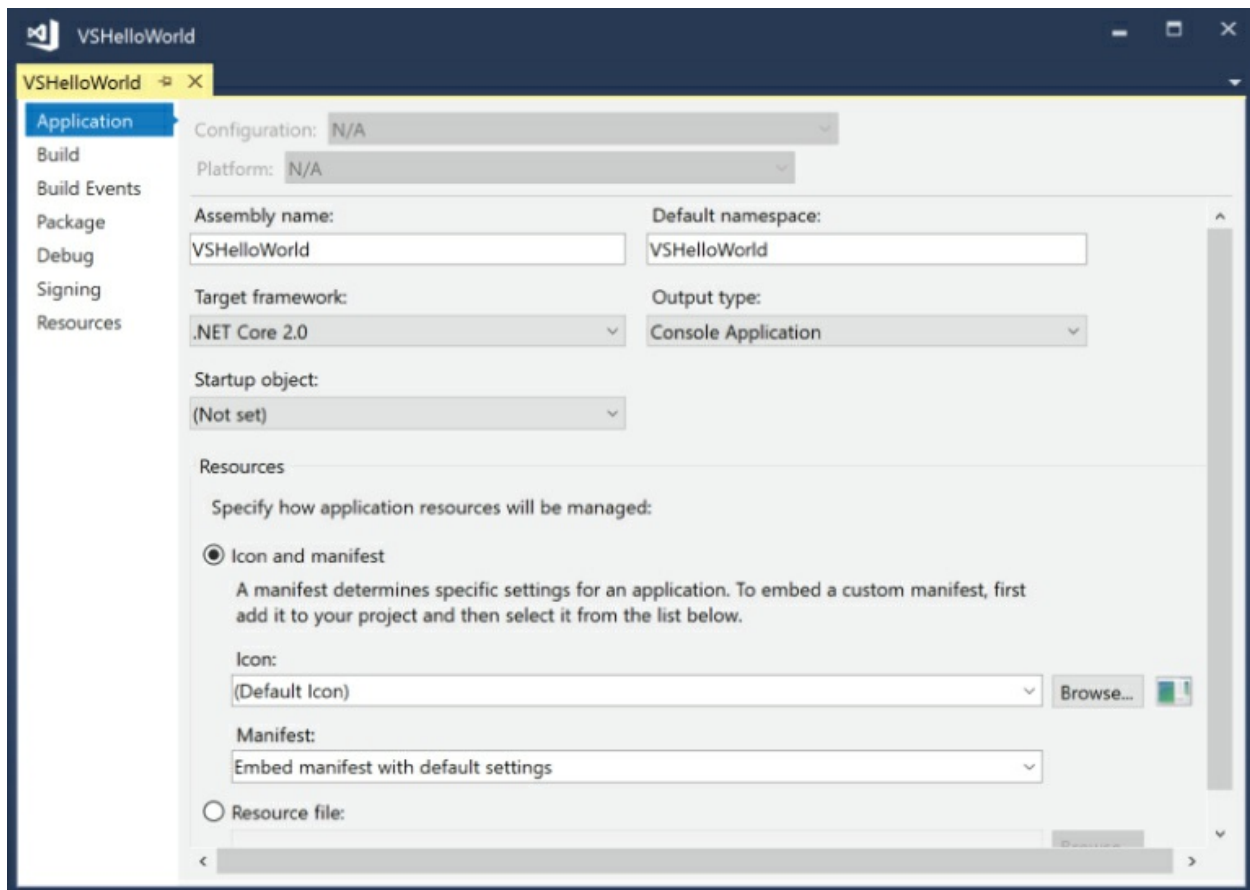 VSHelloWorld
VSHelloWorld
Application
Build
Build Events
Package
Debug
Signing
Resources
Configuration: N/A
Platform: N/A
Assembly name:
VSHelloWorld
Default namespace:
VSHelloWorld
Target framework:
.NET Core 2.0
Output type:
Console Application
Startup object:
(Not set)
Resources
Specify how application resources will be managed:
Icon and manifest
A manifest determines specific settings for an application. To embed a custom manifest, first
add it to your project and then select it from the list below.
Icon:
(Default Icon)
Browse...
Manifest:
Embed manifest with default settings
Resource file: